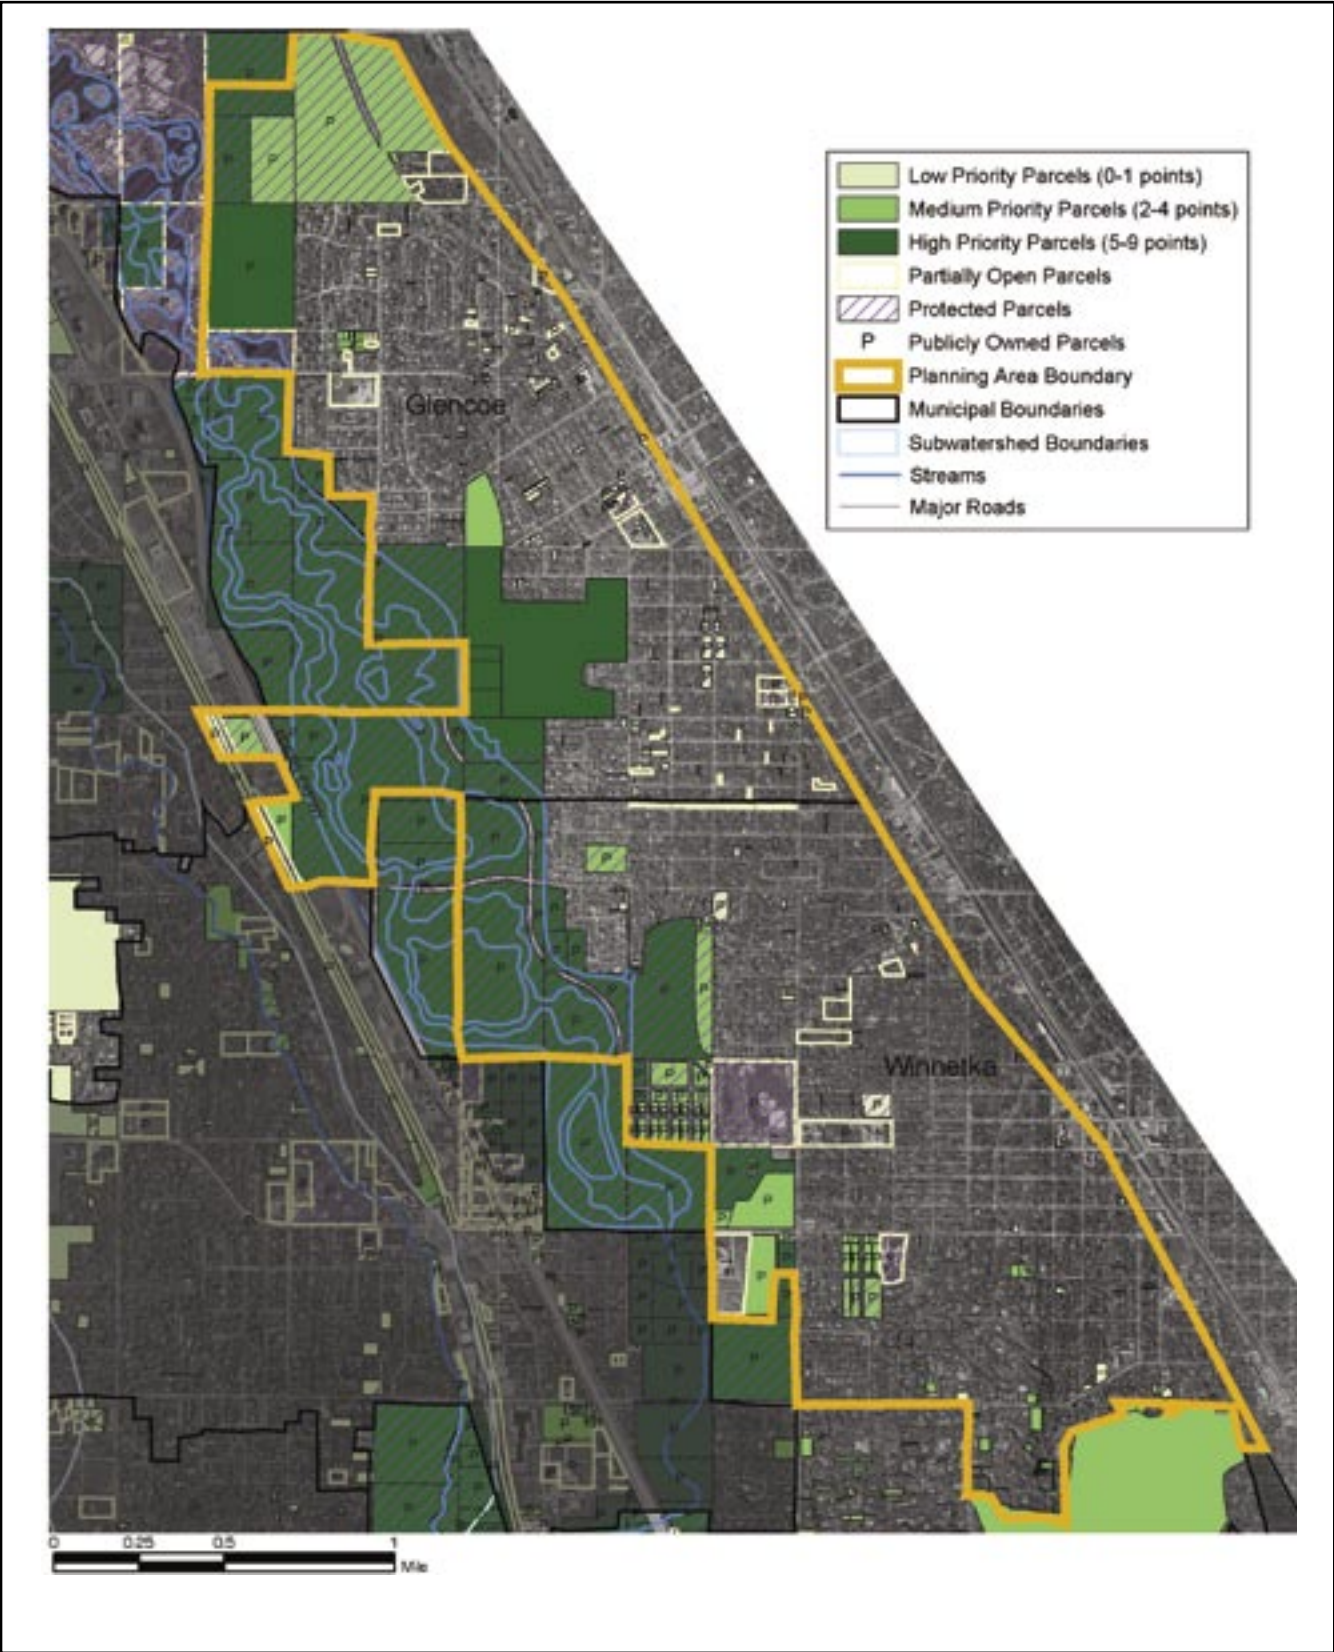 Low Priority Parcels (0-1 points)
Medium Priority Parcels (2-4 points)
High Priority Parcels (5-9 points)
Partially Open Parcels
Protected Parcels
P Publicly Owned Parcels
Planning Area Boundary
Municipal Boundaries
Subwatershed Boundaries
Streams
Major Roads
Glencoe
Winnetka
0 0.25 0.5 1
Mile